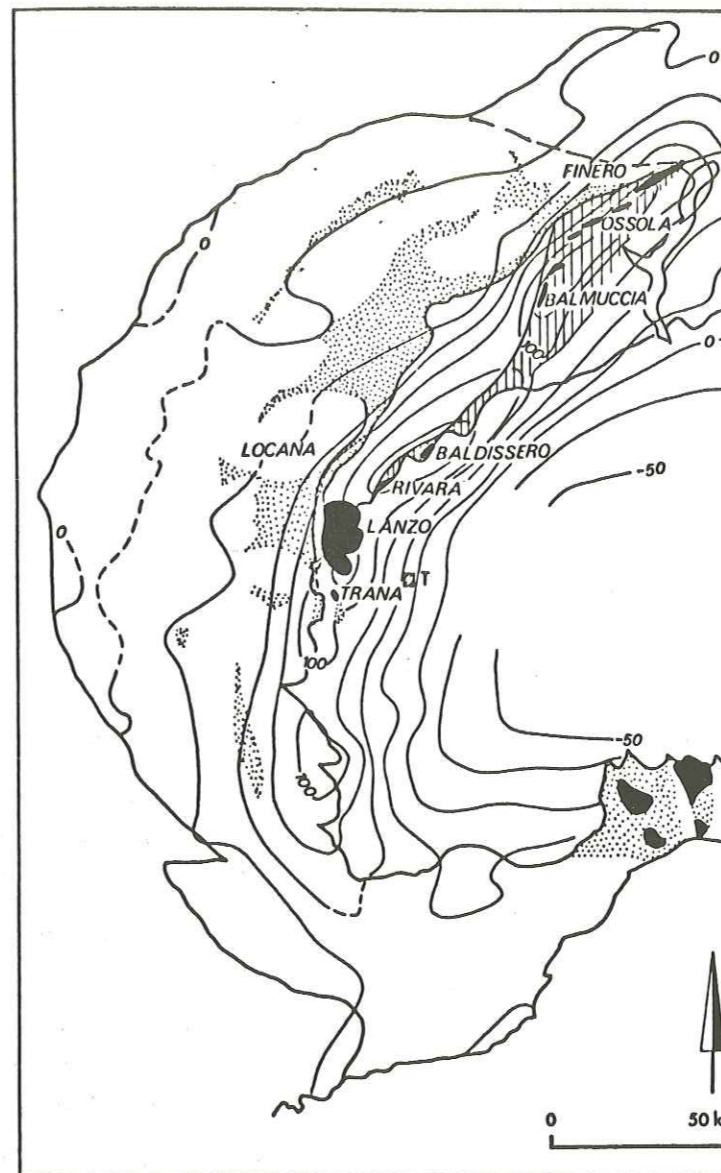 0
FINERO
OSSOLA
0
BALMUCCIA
100
0
LOCANA
BALDISSERO
-50
RIVARA
LANZO
0
T
TRANA
100
-50
100
0 50 k